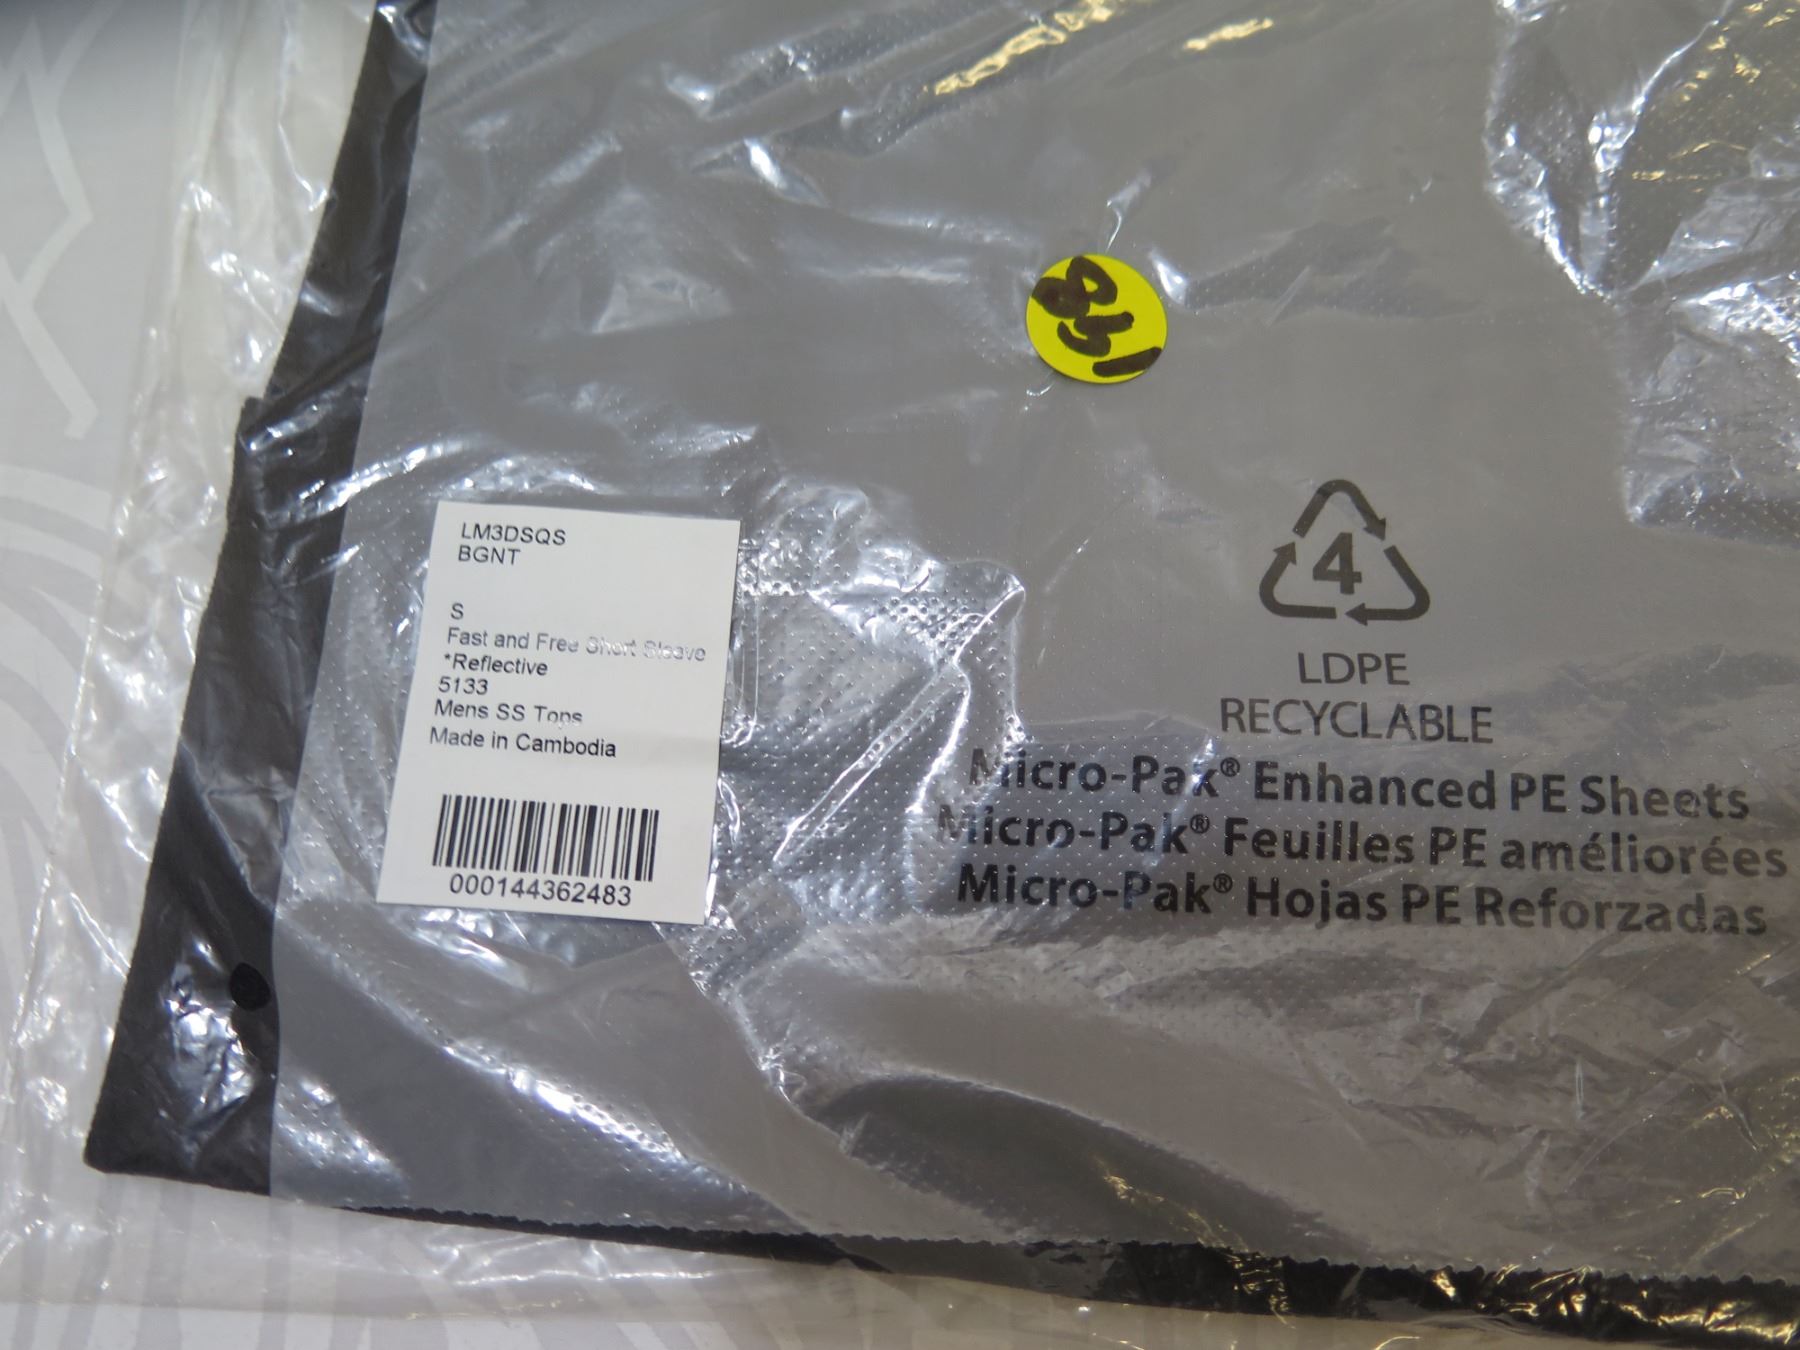 LM3DSQS
BGNT
S
Fast and Free Short Sleeve
*Reflective
5133
Mens SS Tops
Made in Cambodia
000144362483
4
LDPE
RECYCLABLE
Micro-Pak® Enhanced PE Sheets
Micro-Pak® Feuilles PE améliorées
Micro-Pak® Hojas PE Reforzadas